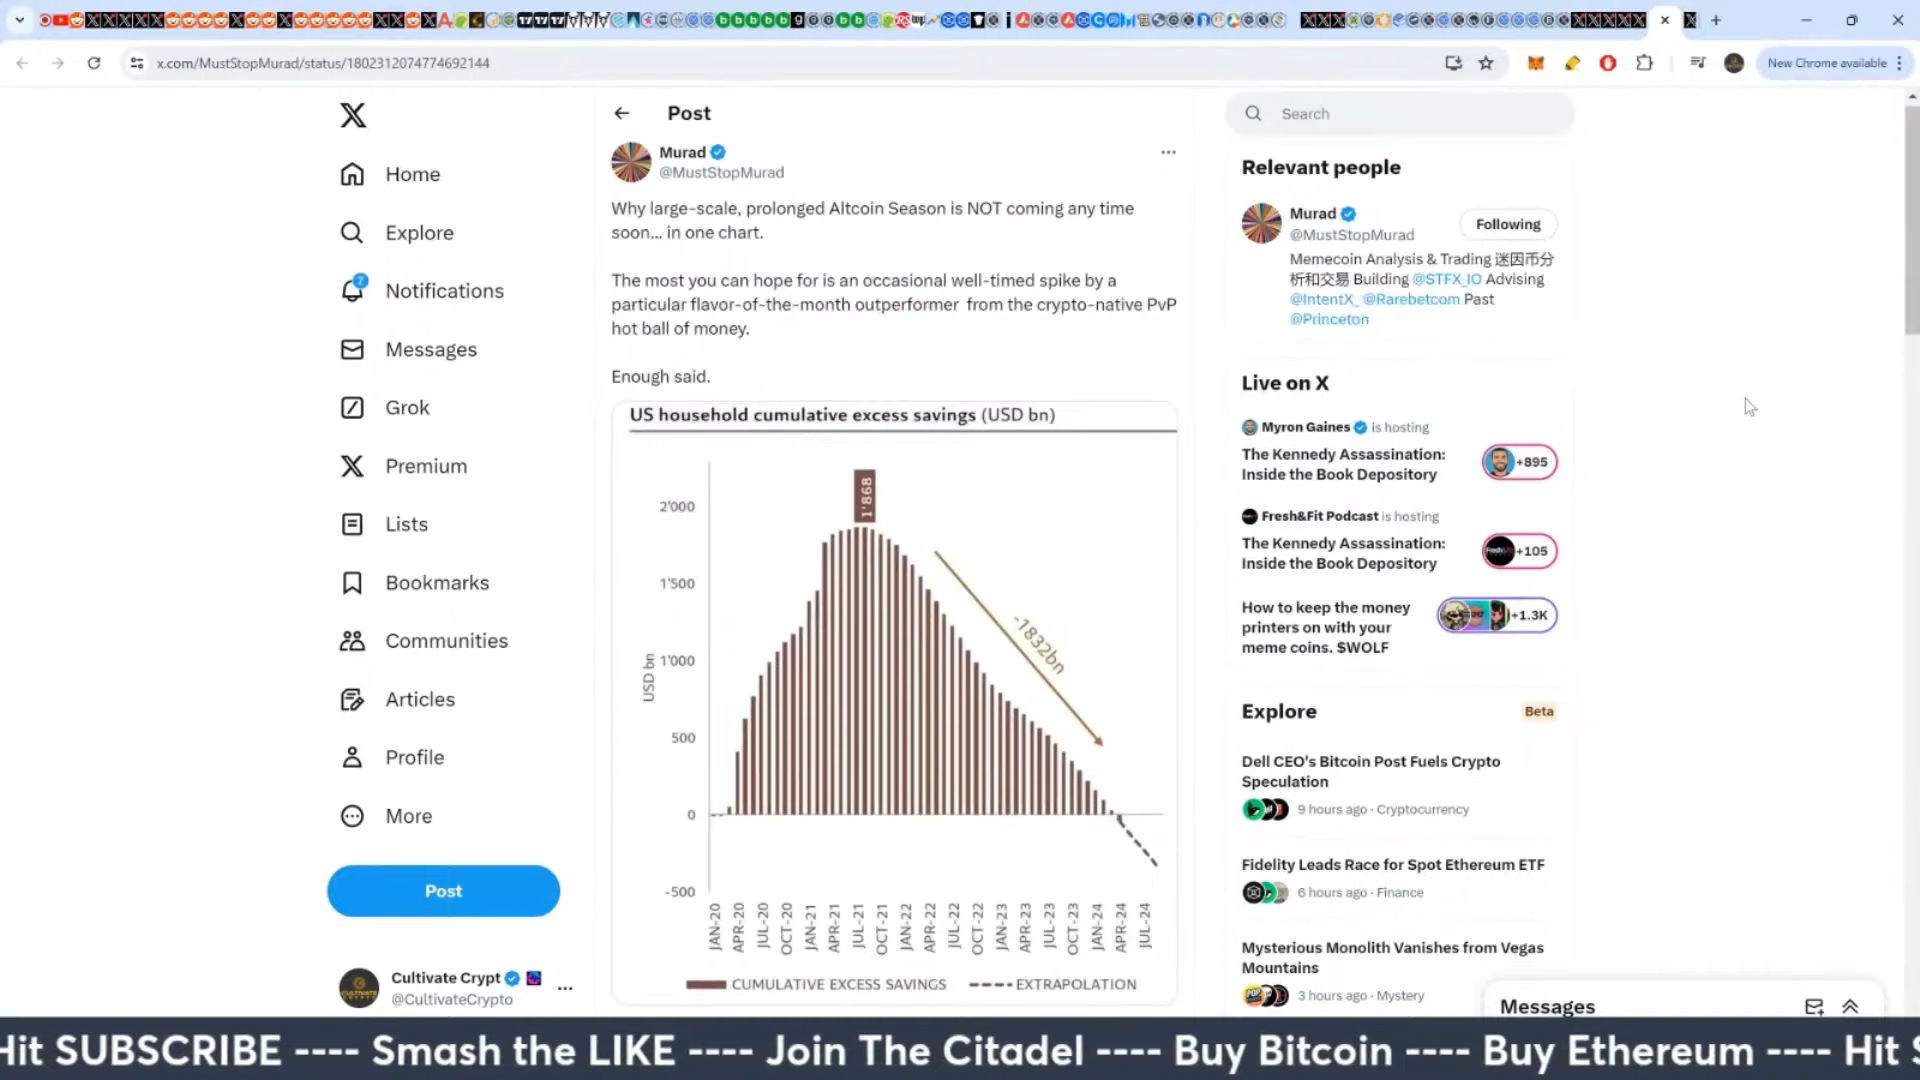 x.com/MustStopMurad/status/1802312074774692144
New Chrome available
Home
Explore
7
Notifications
Messages
Grok
Premium
Lists
Bookmarks
Communities
Articles
Profile
More
Post
Cultivate Crypt
@CultivateCrypto
Post
Murad
@MustStopMurad
Why large-scale, prolonged Altcoin Season is NOT coming any time
soon... in one chart.
The most you can hope for is an occasional well-timed spike by a
particular flavor-of-the-month outperformer from the crypto-native PvP
hot ball of money.
Enough said.
US household cumulative excess savings (USD bn)
USD bn
2'000
1'500
1'000
500
0
-500
1'868
-1832bn
JAN-20
APR-20
JUL-20
OCT-20
JAN-21
APR-21
JUL-21
OCT-21
JAN-22
APR-22
JUL-22
OCT-22
JAN-23
APR-23
JUL-23
OCT-23
JAN-24
APR-24
JUL-24
CUMULATIVE EXCESS SAVINGS
EXTRAPOLATION
Search
Relevant people
Murad
@MustStopMurad
Following
Memecoin Analysis & Trading 迷因币分
析和交易 Building @STFX_IO Advising
@IntentX_ @Rarebetcom Past
@Princeton
Live on X
Myron Gaines is hosting
The Kennedy Assassination:
Inside the Book Depository
+895
Fresh&Fit Podcast is hosting
The Kennedy Assassination:
Inside the Book Depository
+105
How to keep the money
printers on with your
meme coins. $WOLF
+1.3K
Explore
Beta
Dell CEO's Bitcoin Post Fuels Crypto
Speculation
9 hours ago · Cryptocurrency
Fidelity Leads Race for Spot Ethereum ETF
6 hours ago · Finance
Mysterious Monolith Vanishes from Vegas
Mountains
3 hours ago · Mystery
Messages
Hit SUBSCRIBE ---- Smash the LIKE ---- Join The Citadel ---- Buy Bitcoin ---- Buy Ethereum ---- Hit